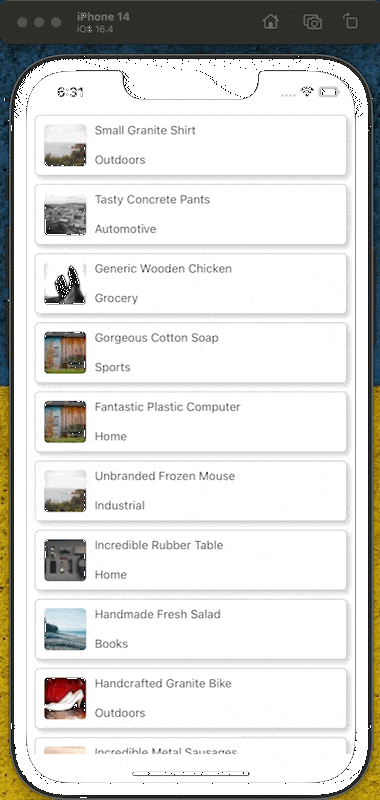 iPhone 14
iOS 16.4
6:31
Small Granite Shirt
Outdoors
Tasty Concrete Pants
Automotive
Generic Wooden Chicken
Grocery
Gorgeous Cotton Soap
Sports
Fantastic Plastic Computer
Home
Unbranded Frozen Mouse
Industrial
Incredible Rubber Table
Home
Handmade Fresh Salad
Books
Handcrafted Granite Bike
Outdoors
Incredible Metal Sausages